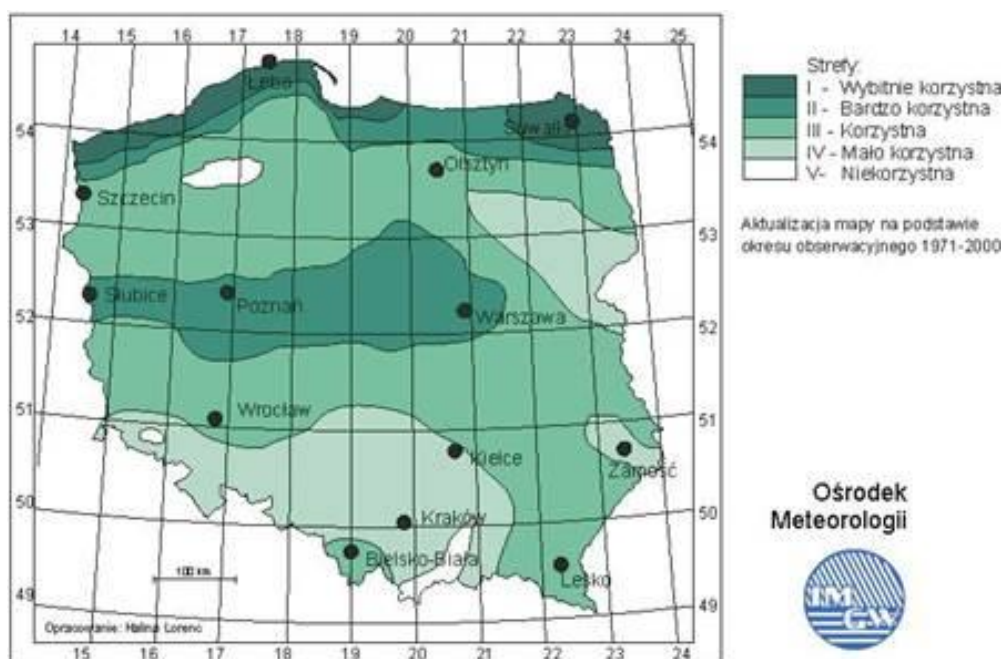 14 15 16 17 18 19 20 21 22 23 24 25
Strefy:
I - Wybitnie korzystna
II - Bardzo korzystna
III - Korzystna
IV - Mało korzystna
V- Niekorzystna
Aktualizacja mapy na podstawie
okresu obserwacyjnego 1971-2000
Łeba
Suwałki
54 54
Olsztyn
Szczecin
53 53
Słubice
Poznań
Warszawa
52 52
Wrocław
51 51
Kielce
Zamość
50 50
Kraków
Bielsko-Biała
Lesko
100 km
49 49
Opracowanie: Halina Lorenc
15 16 17 18 19 20 21 22 23 24
Ośrodek
Meteorologii
IM
GW